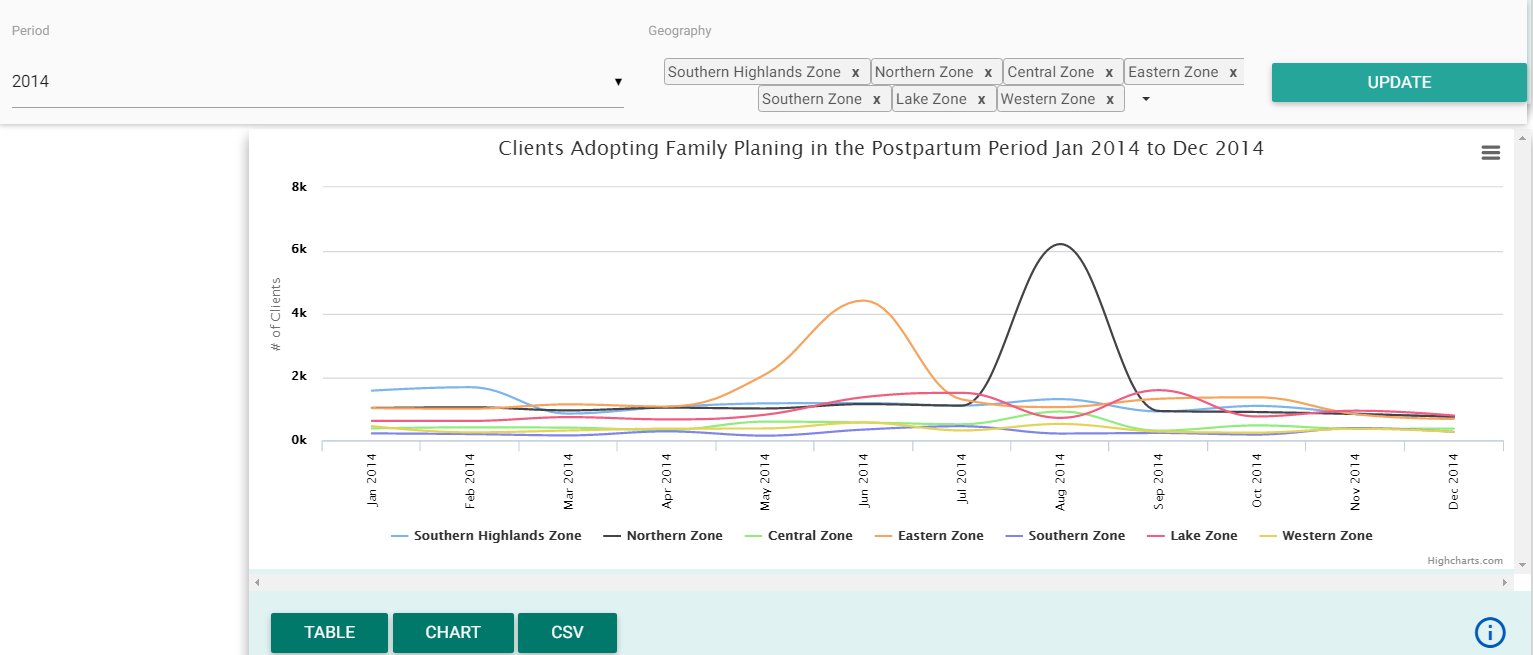 Period
Geography
2014 ▼
Southern Highlands Zone x Northern Zone x Central Zone x Eastern Zone x
Southern Zone x Lake Zone x Western Zone x
UPDATE
Clients Adopting Family Planing in the Postpartum Period Jan 2014 to Dec 2014
# of Clients
8k
6k
4k
2k
0k
Jan 2014
Feb 2014
Mar 2014
Apr 2014
May 2014
Jun 2014
Jul 2014
Aug 2014
Sep 2014
Oct 2014
Nov 2014
Dec 2014
Southern Highlands Zone Northern Zone Central Zone Eastern Zone Southern Zone Lake Zone Western Zone
Highcharts.com
TABLE CHART CSV